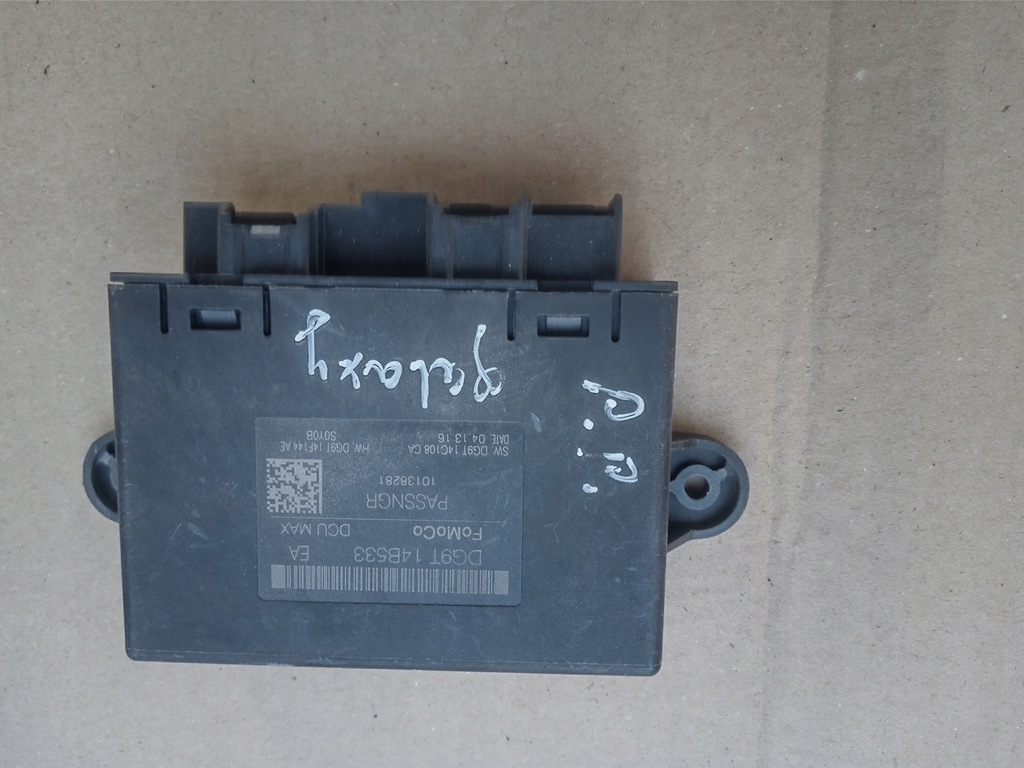 DG9T 14B533 EA
FoMoCo DCU MAX
PASSNGR
10138281
SW. DG9T 14C108 CA HW. DG9T 14F144 AE
DATE. 04 13 16 S0Y0B
galaxy